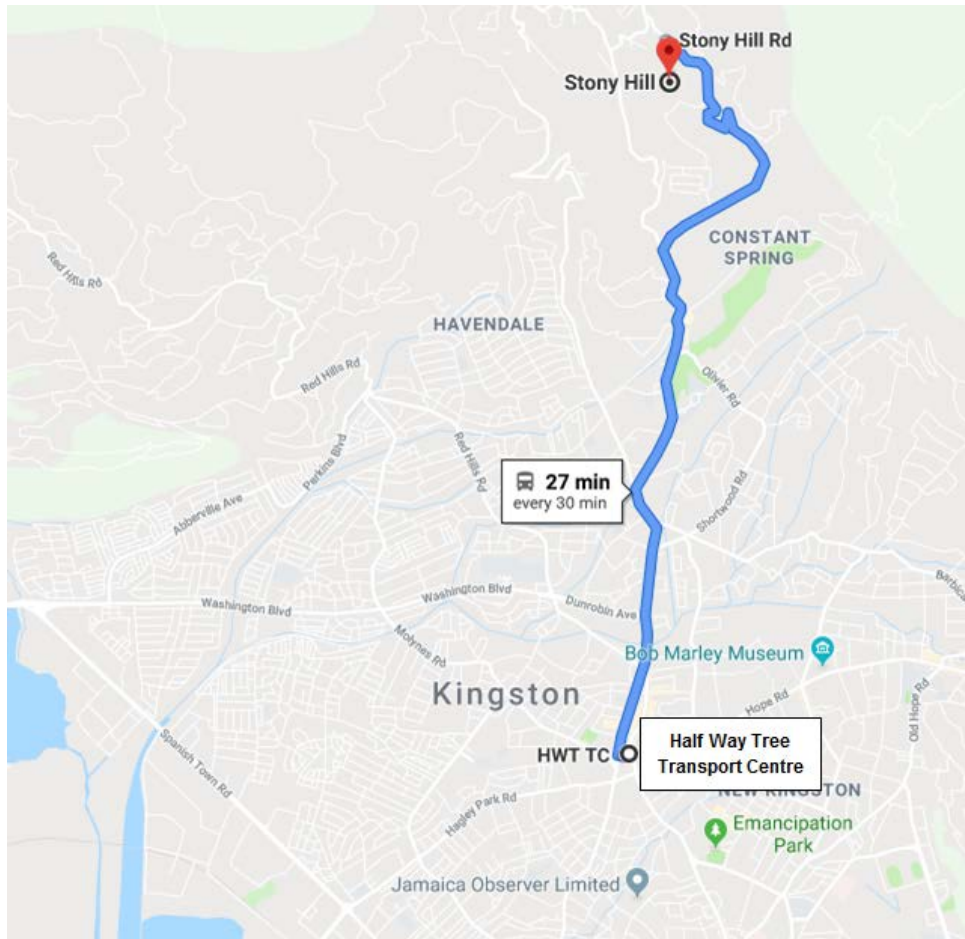 Stony Hill Rd
Stony Hill
CONSTANT
SPRING
Red Hills Rd
HAVENDALE
Red Hills Rd
Olivier Rd
Perkins Blvd
Red Hills Rd
27 min
every 30 min
Abberville Ave
Shortwood Rd
Washington Blvd
Washington Blvd
Dunrobin Ave
Barbica
Molynes Rd
Bob Marley Museum
Kingston
Hope Rd
Old Hope Rd
Spanish Town Rd
HWT TC
Half Way Tree
Transport Centre
NEW KINGSTON
Hagley Park Rd
Emancipation
Park
Jamaica Observer Limited